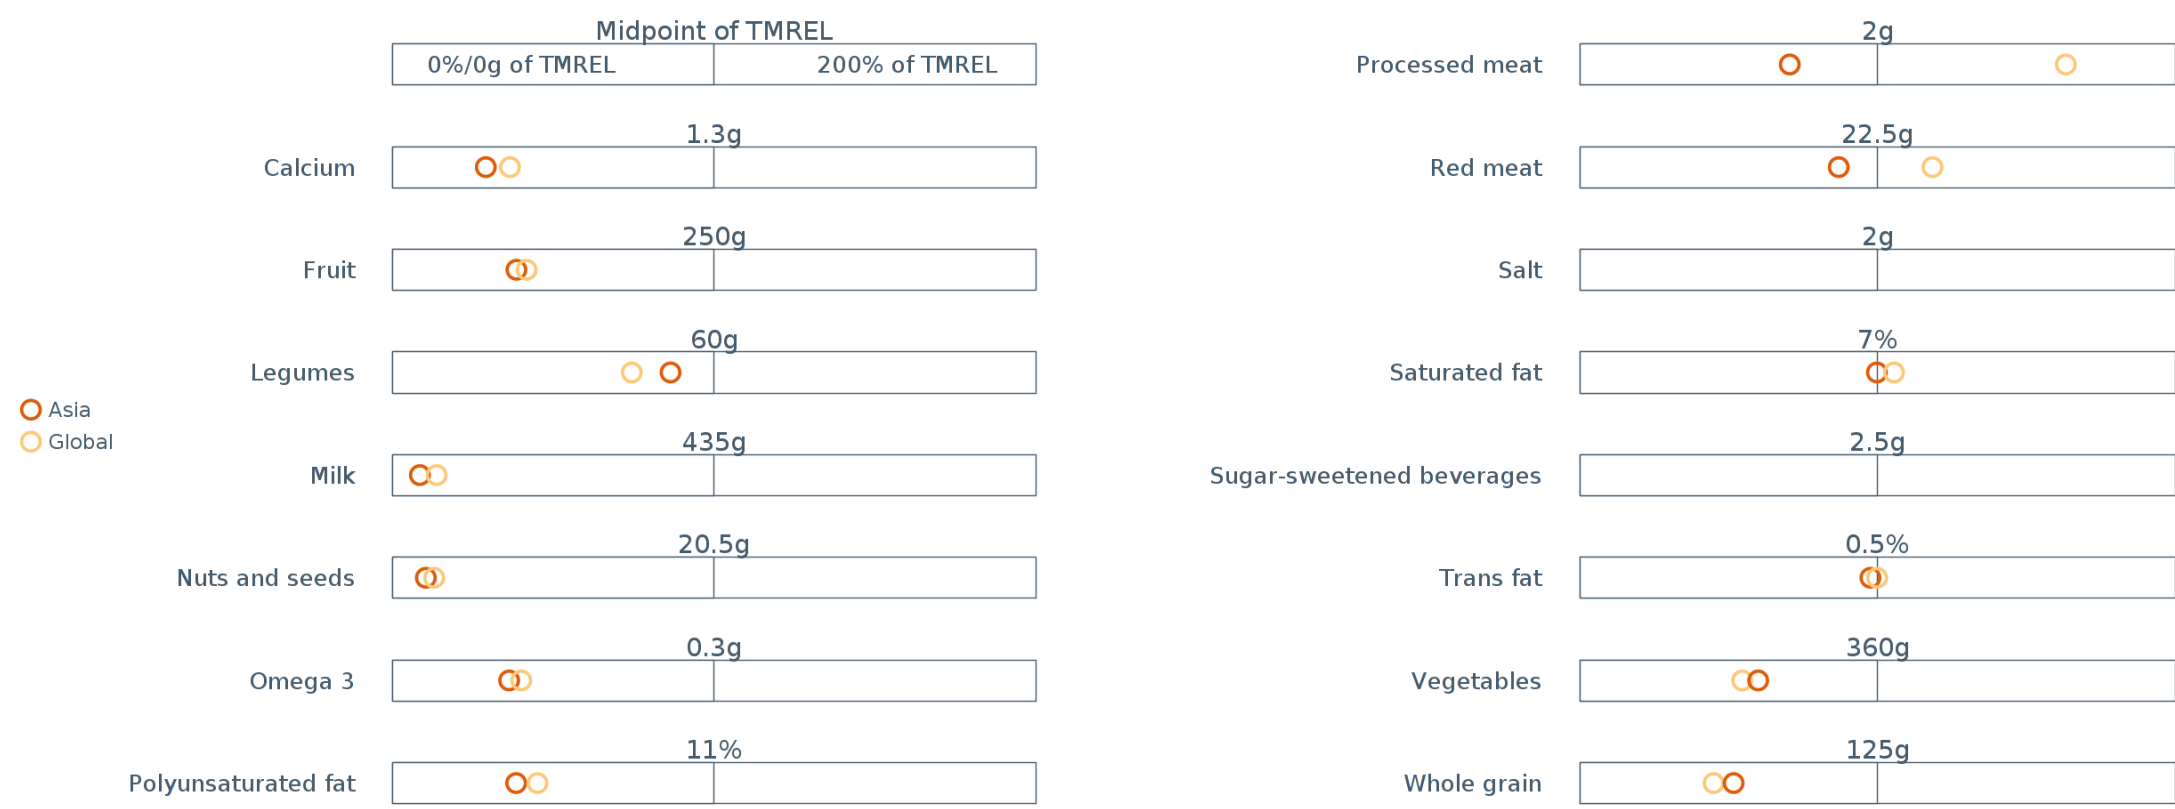 Midpoint of TMREL
0%/0g of TMREL 200% of TMREL
1.3g
Calcium
250g
Fruit
60g
Legumes
Asia
Global
435g
Milk
20.5g
Nuts and seeds
0.3g
Omega 3
11%
Polyunsaturated fat
2g
Processed meat
22.5g
Red meat
2g
Salt
7%
Saturated fat
2.5g
Sugar-sweetened beverages
0.5%
Trans fat
360g
Vegetables
125g
Whole grain